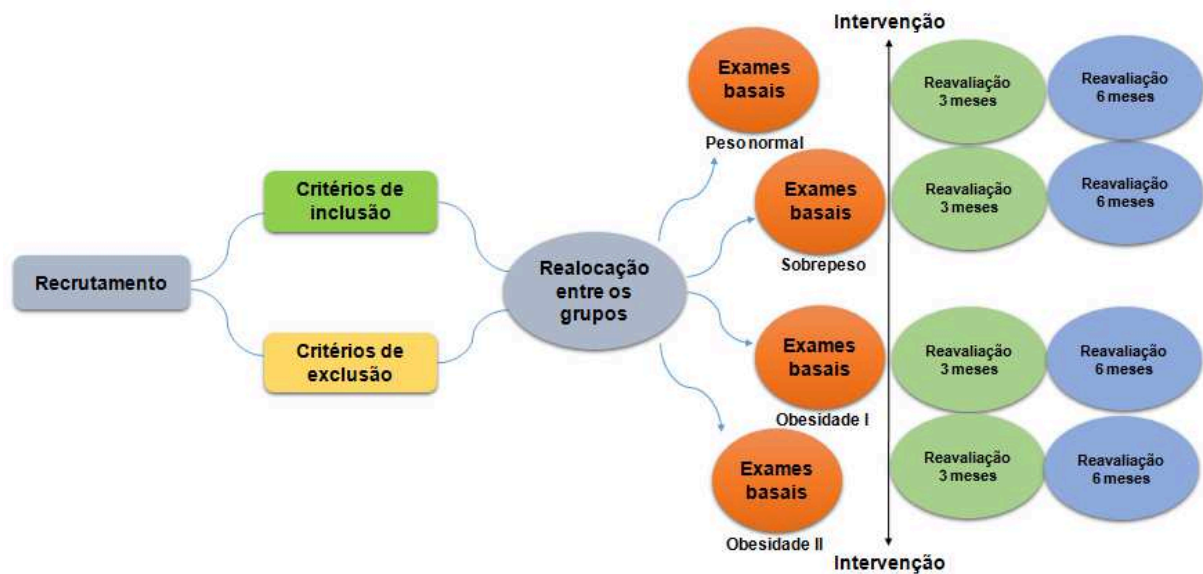 Recrutamento
Critérios de
inclusão
Critérios de
exclusão
Realocação
entre os
grupos
Exames
basais
Peso normal
Exames
basais
Sobrepeso
Exames
basais
Obesidade I
Exames
basais
Obesidade II
Intervenção
Reavaliação
3 meses
Reavaliação
6 meses
Reavaliação
3 meses
Reavaliação
6 meses
Reavaliação
3 meses
Reavaliação
6 meses
Reavaliação
3 meses
Reavaliação
6 meses
Intervenção